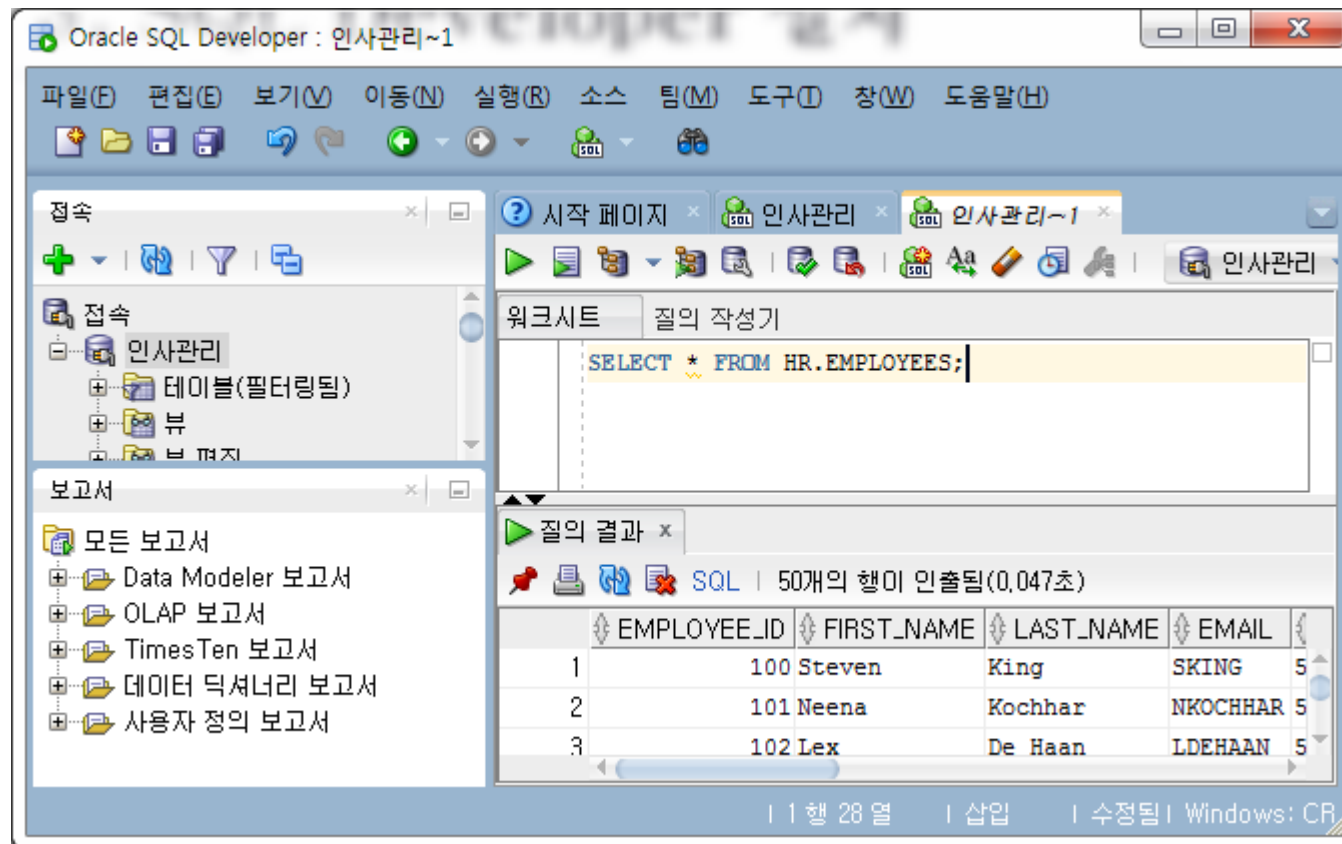 Oracle SQL Developer : 인사관리~1
파일(F) 편집(E) 보기(V) 이동(N) 실행(R) 소스 팀(M) 도구(T) 창(W) 도움말(H)
SQL
접속
접속
인사관리
테이블(필터링됨)
뷰
뷰 편집
보고서
모든 보고서
Data Modeler 보고서
OLAP 보고서
TimesTen 보고서
데이터 딕셔너리 보고서
사용자 정의 보고서
시작 페이지 인사관리 인사관리~1
인사관리
워크시트 질의 작성기
SELECT * FROM HR.EMPLOYEES;
질의 결과
SQL | 50개의 행이 인출됨(0,047초)
EMPLOYEE_ID FIRST_NAME LAST_NAME EMAIL
1 100 Steven King SKING 5
2 101 Neena Kochhar NKOCHHAR 5
3 102 Lex De Haan LDEHAAN 5
| 1 행 28 열 | 삽입 | 수정됨 | Windows: CR